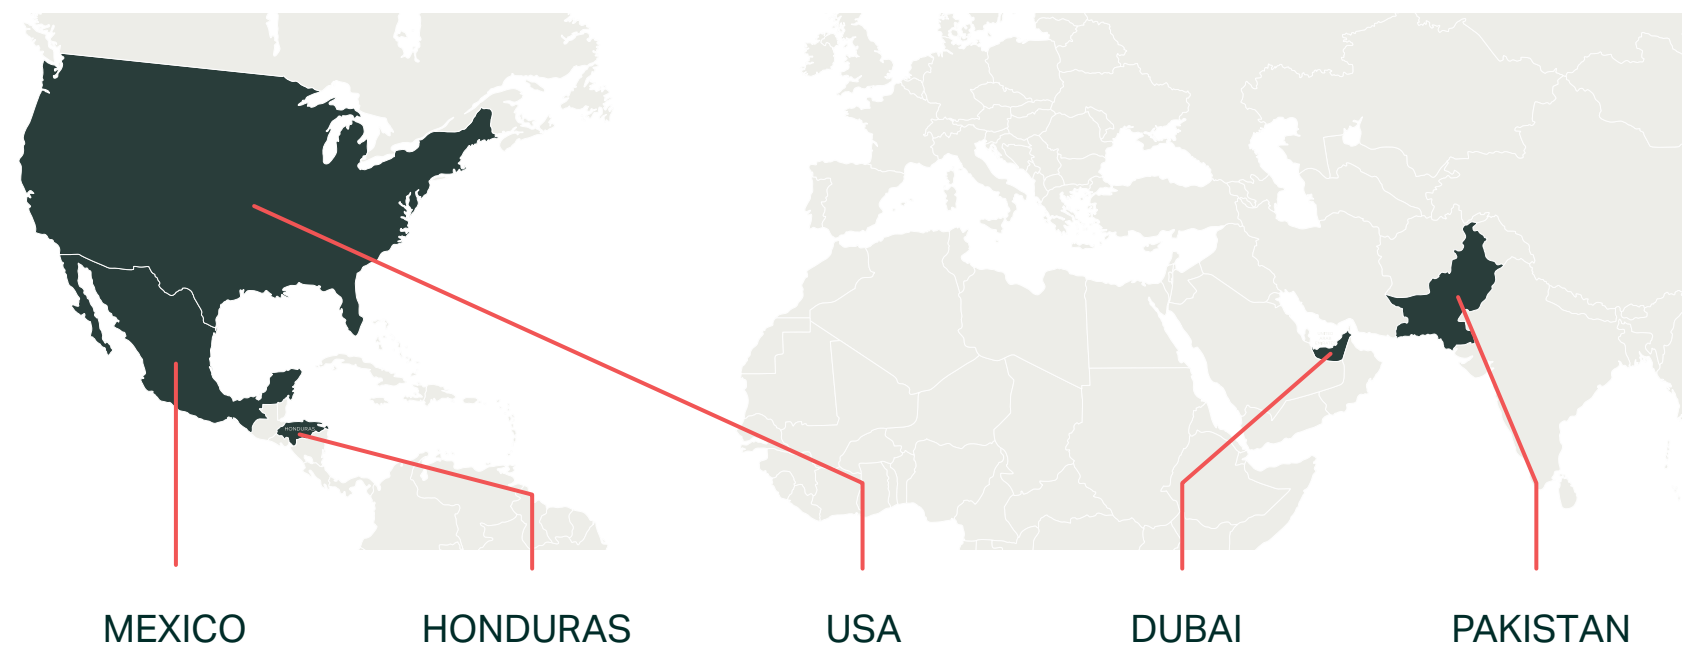 HONDURAS
MEXICO
HONDURAS
USA
DUBAI
PAKISTAN